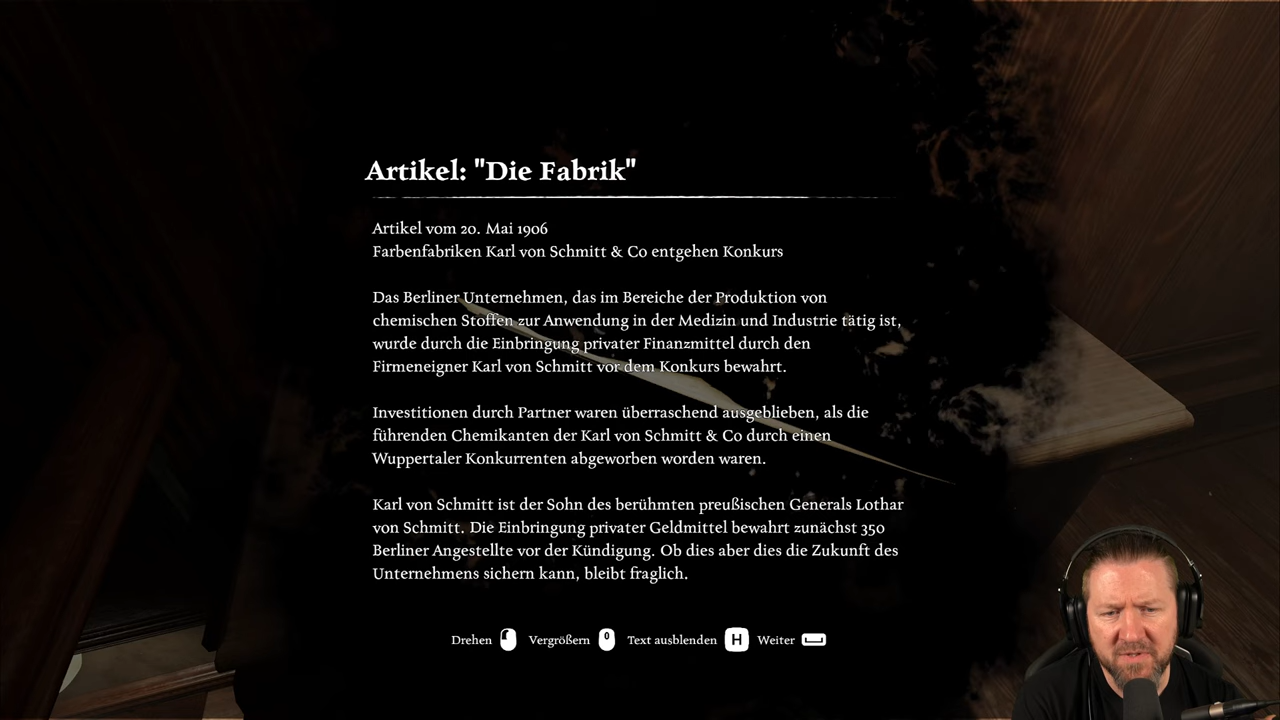 Artikel: "Die Fabrik"
Artikel vom 20. Mai 1906
Farbenfabriken Karl von Schmitt & Co entgehen Konkurs
Das Berliner Unternehmen, das im Bereiche der Produktion von
chemischen Stoffen zur Anwendung in der Medizin und Industrie tätig ist,
wurde durch die Einbringung privater Finanzmittel durch den
Firmeneigner Karl von Schmitt vor dem Konkurs bewahrt.
Investitionen durch Partner waren überraschend ausgeblieben, als die
führenden Chemikanten der Karl von Schmitt & Co durch einen
Wuppertaler Konkurrenten abgeworben worden waren.
Karl von Schmitt ist der Sohn des berühmten preußischen Generals Lothar
von Schmitt. Die Einbringung privater Geldmittel bewahrt zunächst 350
Berliner Angestellte vor der Kündigung. Ob dies aber dies die Zukunft des
Unternehmens sichern kann, bleibt fraglich.
Drehen Vergrößern 0 Text ausblenden H Weiter